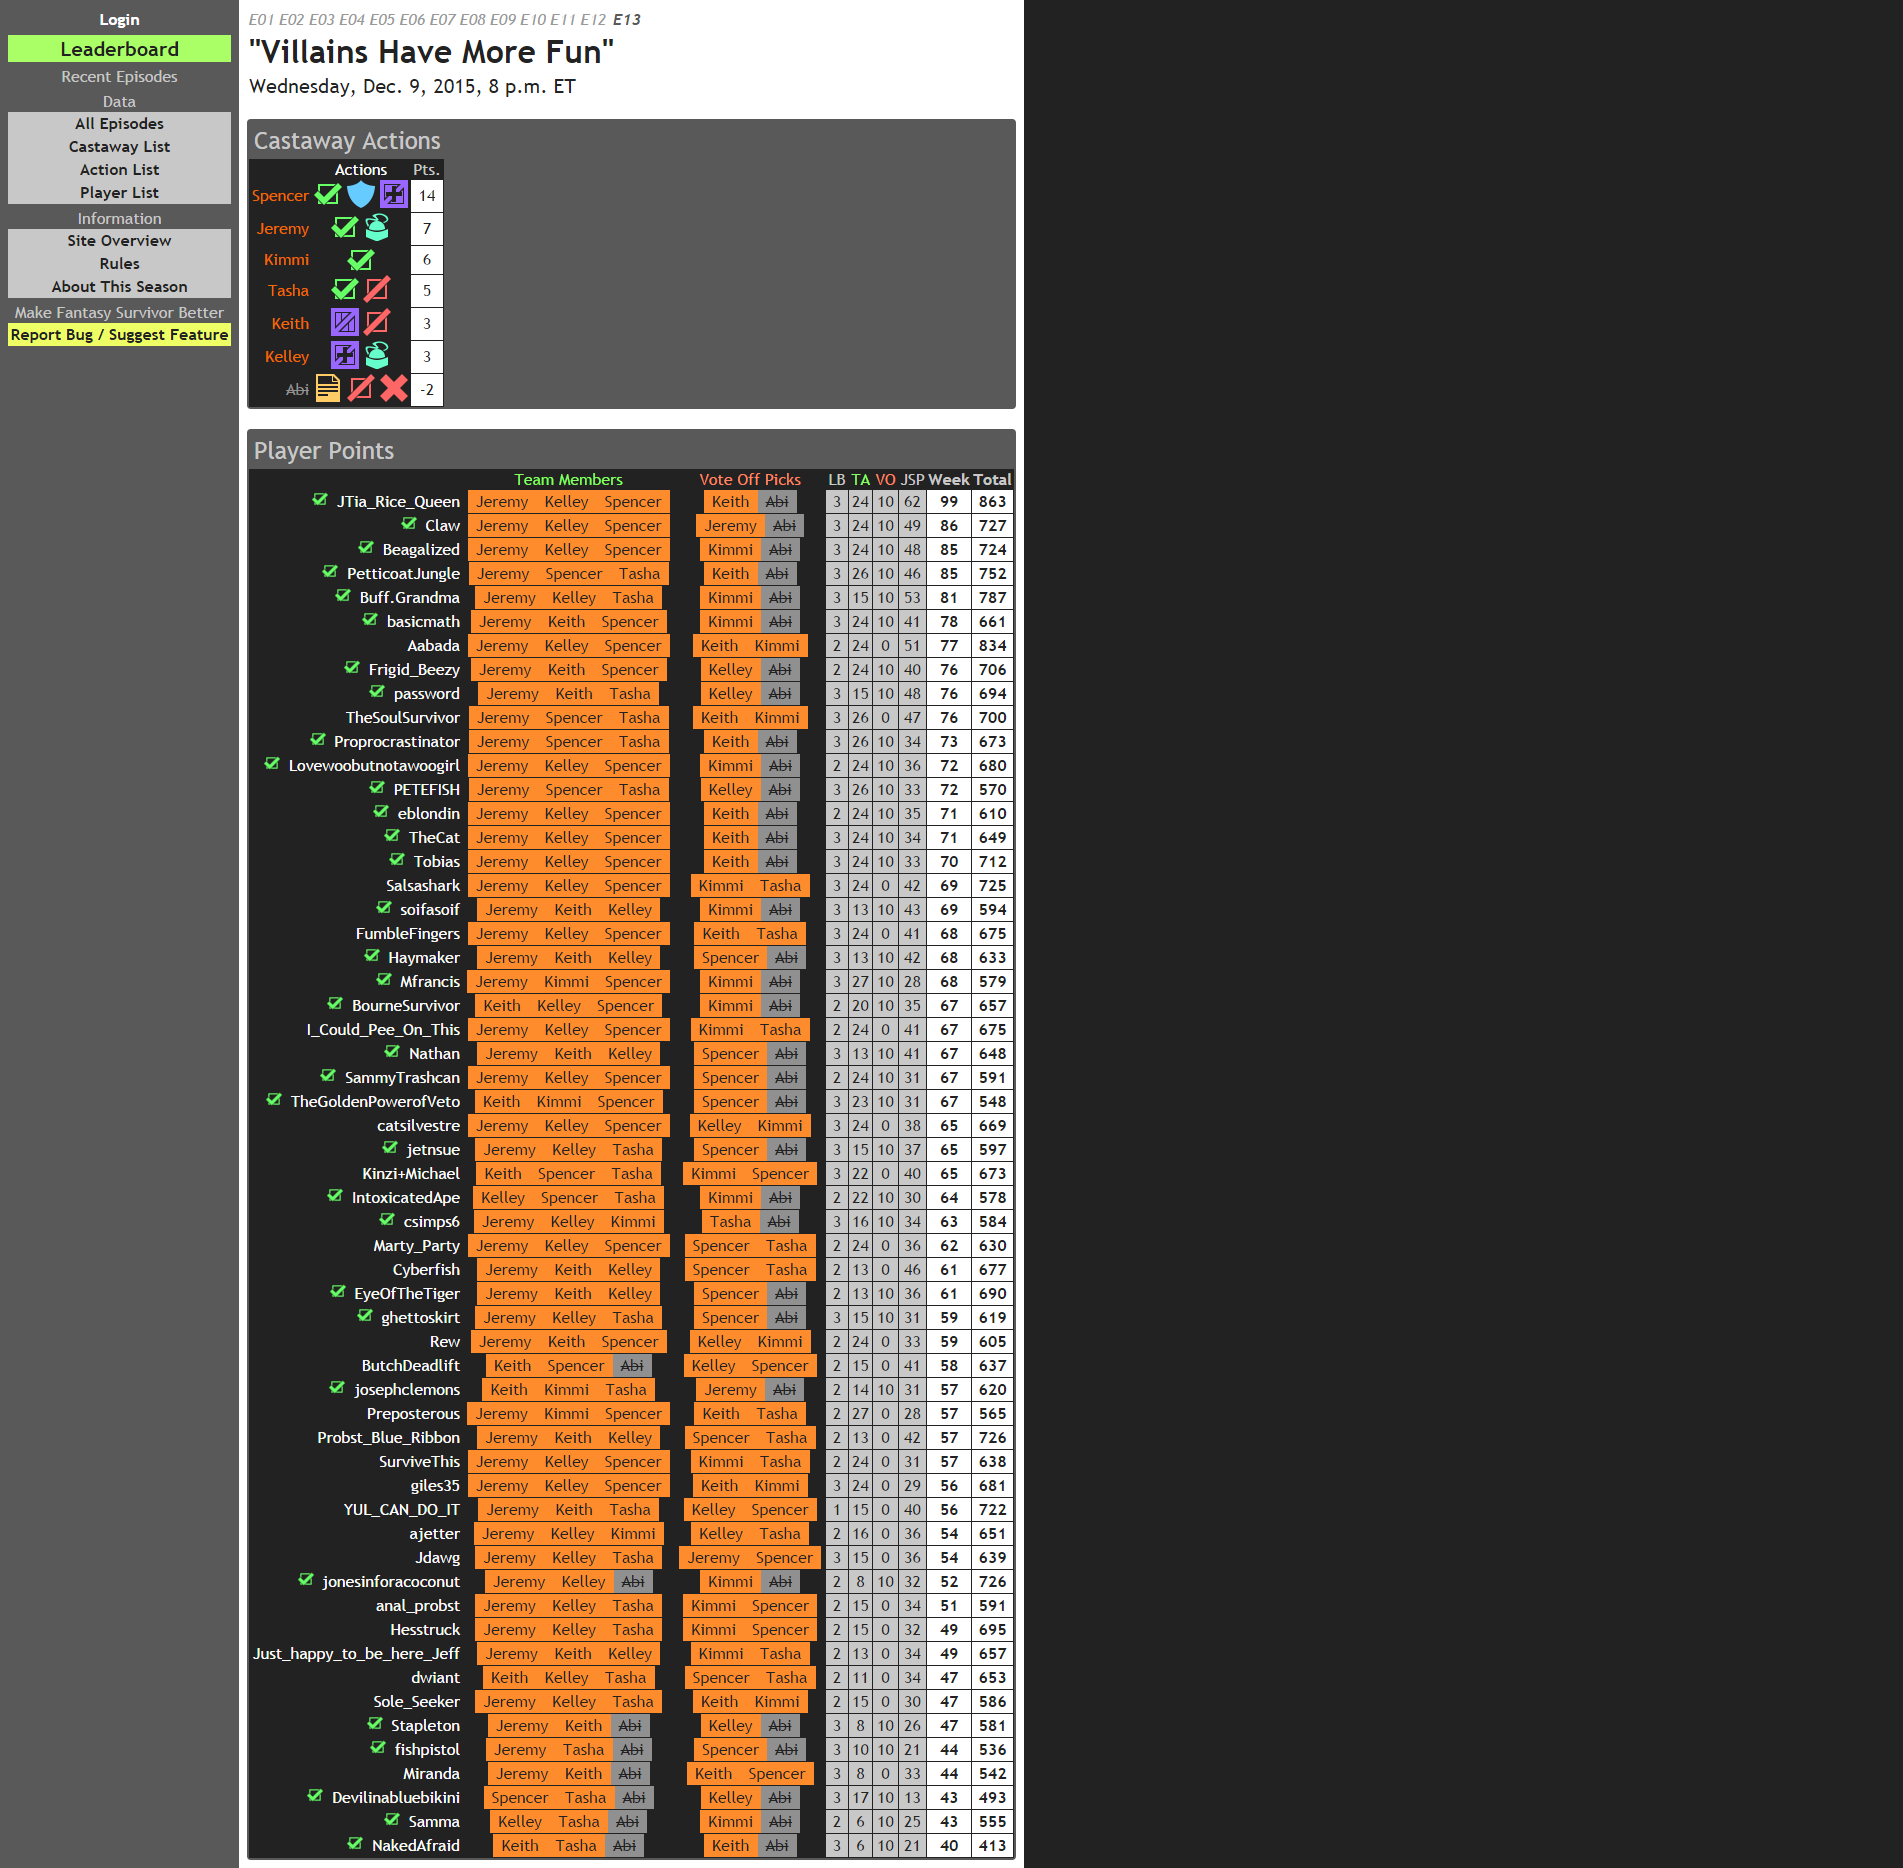 Login
Leaderboard
Recent Episodes
Data
All Episodes
Castaway List
Action List
Player List
Information
Site Overview
Rules
About This Season
Make Fantasy Survivor Better
Report Bug / Suggest Feature
E01 E02 E03 E04 E05 E06 E07 E08 E09 E10 E11 E12 E13
"Villains Have More Fun"
Wednesday, Dec. 9, 2015, 8 p.m. ET
Castaway Actions
Actions Pts.
Spencer 14
Jeremy 7
Kimmi 6
Tasha 5
Keith 3
Kelley 3
Abi -2
Player Points
Team Members Vote Off Picks LB TA VO JSP Week Total
JTia_Rice_Queen Jeremy Kelley Spencer Keith Abi 3 24 10 62 99 863
Claw Jeremy Kelley Spencer Jeremy Abi 3 24 10 49 86 727
Beagalized Jeremy Kelley Spencer Kimmi Abi 3 24 10 48 85 724
PetticoatJungle Jeremy Spencer Tasha Keith Abi 3 26 10 46 85 752
Buff.Grandma Jeremy Kelley Tasha Kimmi Abi 3 15 10 53 81 787
basicmath Jeremy Keith Spencer Kimmi Abi 3 24 10 41 78 661
Aabada Jeremy Kelley Spencer Keith Kimmi 2 24 0 51 77 834
Frigid_Beezy Jeremy Keith Spencer Kelley Abi 2 24 10 40 76 706
password Jeremy Keith Tasha Kelley Abi 3 15 10 48 76 694
TheSoulSurvivor Jeremy Spencer Tasha Keith Kimmi 3 26 0 47 76 700
Proprocrastinator Jeremy Spencer Tasha Keith Abi 3 26 10 34 73 673
Lovewoobutnotawoogirl Jeremy Kelley Spencer Kimmi Abi 2 24 10 36 72 680
PETEFISH Jeremy Spencer Tasha Kelley Abi 3 26 10 33 72 570
eblondin Jeremy Kelley Spencer Keith Abi 2 24 10 35 71 610
TheCat Jeremy Kelley Spencer Keith Abi 3 24 10 34 71 649
Tobias Jeremy Kelley Spencer Keith Abi 3 24 10 33 70 712
Salsashark Jeremy Kelley Spencer Kimmi Tasha 3 24 0 42 69 725
soifasoif Jeremy Keith Kelley Kimmi Abi 3 13 10 43 69 594
FumbleFingers Jeremy Kelley Spencer Keith Tasha 3 24 0 41 68 675
Haymaker Jeremy Keith Kelley Spencer Abi 3 13 10 42 68 633
Mfrancis Jeremy Kimmi Spencer Kimmi Abi 3 27 10 28 68 579
BourneSurvivor Keith Kelley Spencer Kimmi Abi 2 20 10 35 67 657
I_Could_Pee_On_This Jeremy Kelley Spencer Kimmi Tasha 2 24 0 41 67 675
Nathan Jeremy Keith Kelley Spencer Abi 3 13 10 41 67 648
SammyTrashcan Jeremy Kelley Spencer Spencer Abi 2 24 10 31 67 591
TheGoldenPowerofVeto Keith Kimmi Spencer Spencer Abi 3 23 10 31 67 548
catsilvestre Jeremy Kelley Spencer Kelley Kimmi 3 24 0 38 65 669
jetnsue Jeremy Kelley Tasha Spencer Abi 3 15 10 37 65 597
Kinzi+Michael Keith Spencer Tasha Kimmi Spencer 3 22 0 40 65 673
IntoxicatedApe Kelley Spencer Tasha Kimmi Abi 2 22 10 30 64 578
csimps6 Jeremy Kelley Kimmi Tasha Abi 3 16 10 34 63 584
Marty_Party Jeremy Kelley Spencer Spencer Tasha 2 24 0 36 62 630
Cyberfish Jeremy Keith Kelley Spencer Tasha 2 13 0 46 61 677
EyeOfTheTiger Jeremy Keith Kelley Spencer Abi 2 13 10 36 61 690
ghettoskirt Jeremy Kelley Tasha Spencer Abi 3 15 10 31 59 619
Rew Jeremy Keith Spencer Kelley Kimmi 2 24 0 33 59 605
ButchDeadlift Keith Spencer Abi Kelley Spencer 2 15 0 41 58 637
josephclemons Keith Kimmi Tasha Jeremy Abi 2 14 10 31 57 620
Preposterous Jeremy Kimmi Spencer Keith Tasha 2 27 0 28 57 565
Probst_Blue_Ribbon Jeremy Keith Kelley Spencer Tasha 2 13 0 42 57 726
SurviveThis Jeremy Kelley Spencer Kimmi Tasha 2 24 0 31 57 638
giles35 Jeremy Kelley Spencer Keith Kimmi 3 24 0 29 56 681
YUL_CAN_DO_IT Jeremy Keith Tasha Kelley Spencer 1 15 0 40 56 722
ajetter Jeremy Kelley Kimmi Kelley Tasha 2 16 0 36 54 651
Jdawg Jeremy Kelley Tasha Jeremy Spencer 3 15 0 36 54 639
jonesinforacoconut Jeremy Kelley Abi Kimmi Abi 2 8 10 32 52 726
anal_probst Jeremy Kelley Tasha Kimmi Spencer 2 15 0 34 51 591
Hesstruck Jeremy Kelley Tasha Kimmi Spencer 2 15 0 32 49 695
Just_happy_to_be_here_Jeff Jeremy Keith Kelley Kimmi Tasha 2 13 0 34 49 657
dwiant Keith Kelley Tasha Spencer Tasha 2 11 0 34 47 653
Sole_Seeker Jeremy Kelley Tasha Keith Kimmi 2 15 0 30 47 586
Stapleton Jeremy Keith Abi Kelley Abi 3 8 10 26 47 581
fishpistol Jeremy Tasha Abi Spencer Abi 3 10 10 21 44 536
Miranda Jeremy Keith Abi Keith Spencer 3 8 0 33 44 542
Devilinabluebikini Spencer Tasha Abi Kelley Abi 3 17 10 13 43 493
Samma Kelley Tasha Abi Kimmi Abi 2 6 10 25 43 555
NakedAfraid Keith Tasha Abi Keith Abi 3 6 10 21 40 413